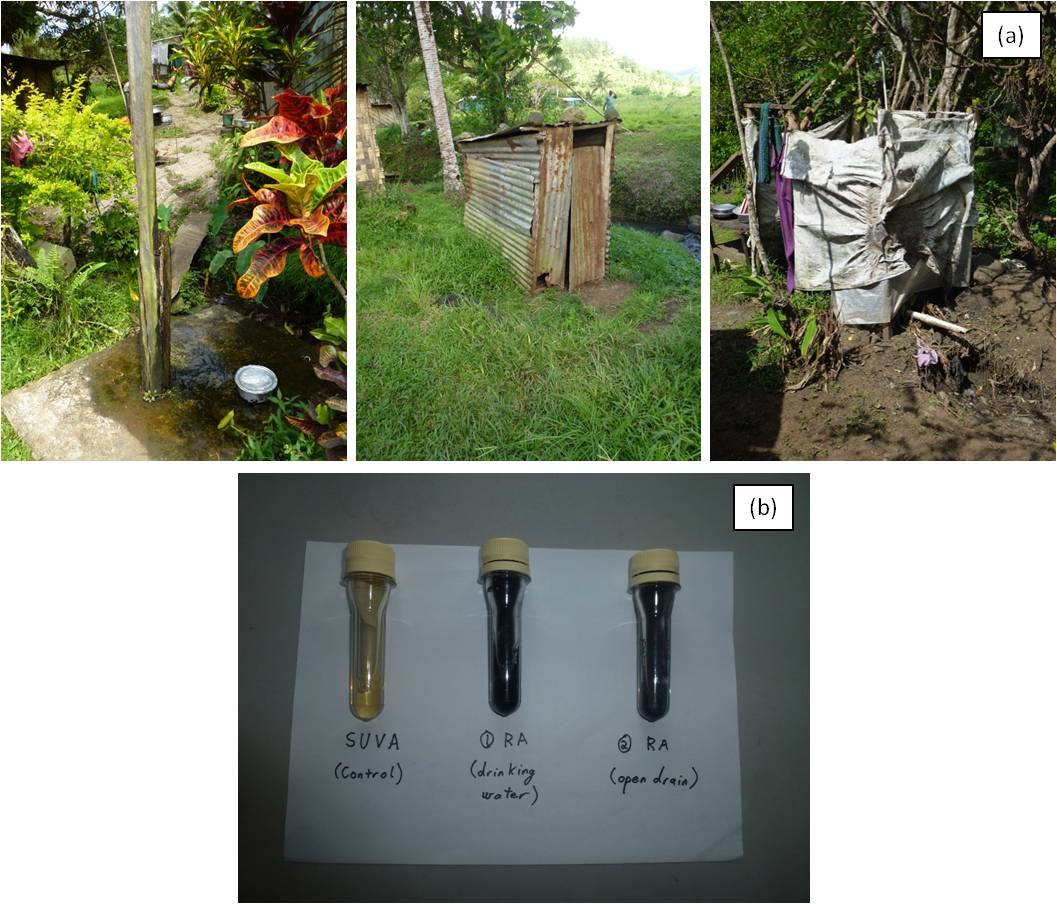 (a)
(b)
SUVA
(Control)
① RA
(drinking
water)
② RA
(open drain)